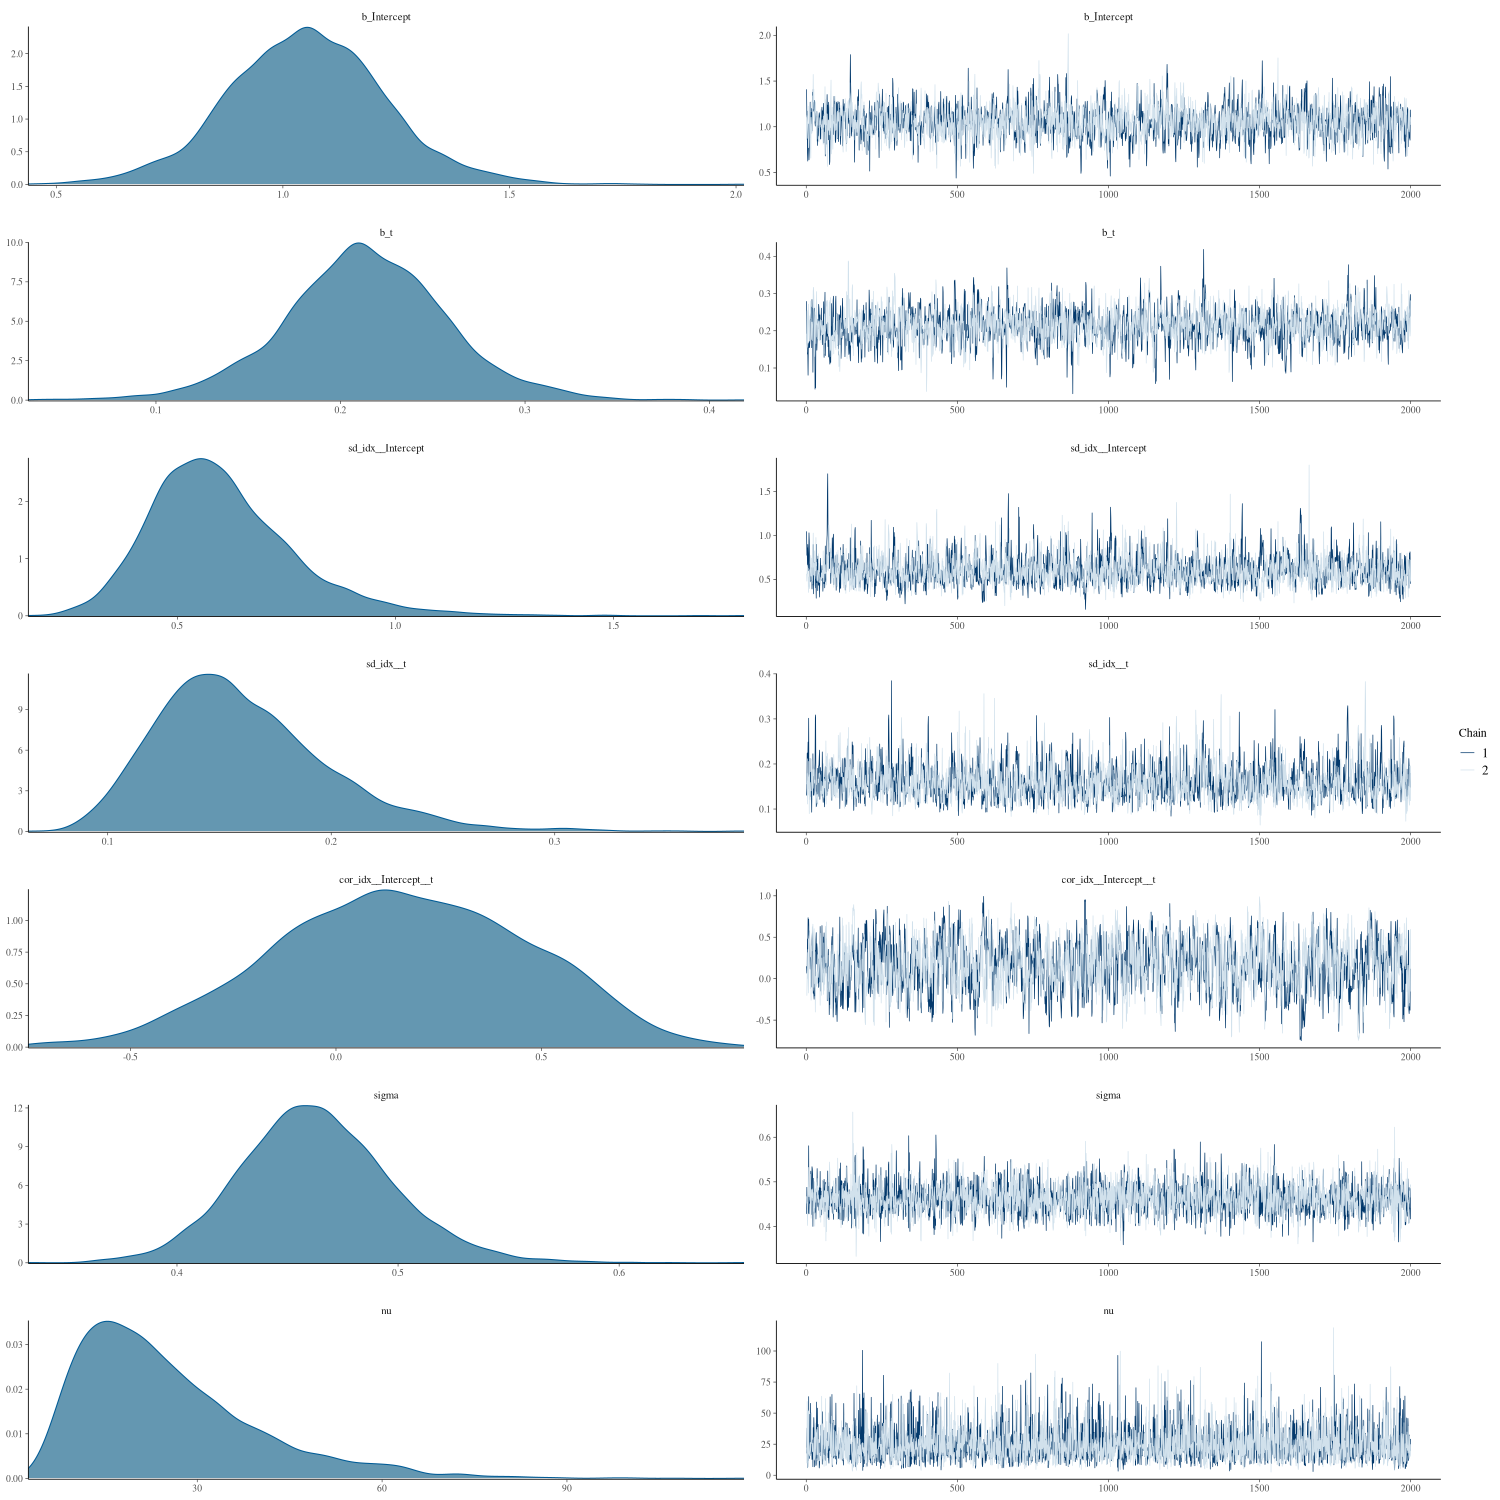 b_Intercept
b_Intercept
2.0
1.5
1.0
0.5
0.0
0.5 1.0 1.5 2.0
2.0
1.5
1.0
0.5
0 500 1000 1500 2000
b_t
b_t
10.0
7.5
5.0
2.5
0.0
0.1 0.2 0.3 0.4
0.4
0.3
0.2
0.1
0 500 1000 1500 2000
sd_idx__Intercept
sd_idx__Intercept
2
1
0
0.5 1.0 1.5
1.5
1.0
0.5
0 500 1000 1500 2000
sd_idx__t
sd_idx__t
9
6
3
0
0.1 0.2 0.3
0.4
0.3
0.2
0.1
0 500 1000 1500 2000
Chain
1
2
cor_idx__Intercept__t
cor_idx__Intercept__t
1.00
0.75
0.50
0.25
0.00
-0.5 0.0 0.5
1.0
0.5
0.0
-0.5
0 500 1000 1500 2000
sigma
sigma
12
9
6
3
0
0.4 0.5 0.6
0.6
0.5
0.4
0 500 1000 1500 2000
nu
nu
0.03
0.02
0.01
0.00
30 60 90
100
75
50
25
0
0 500 1000 1500 2000